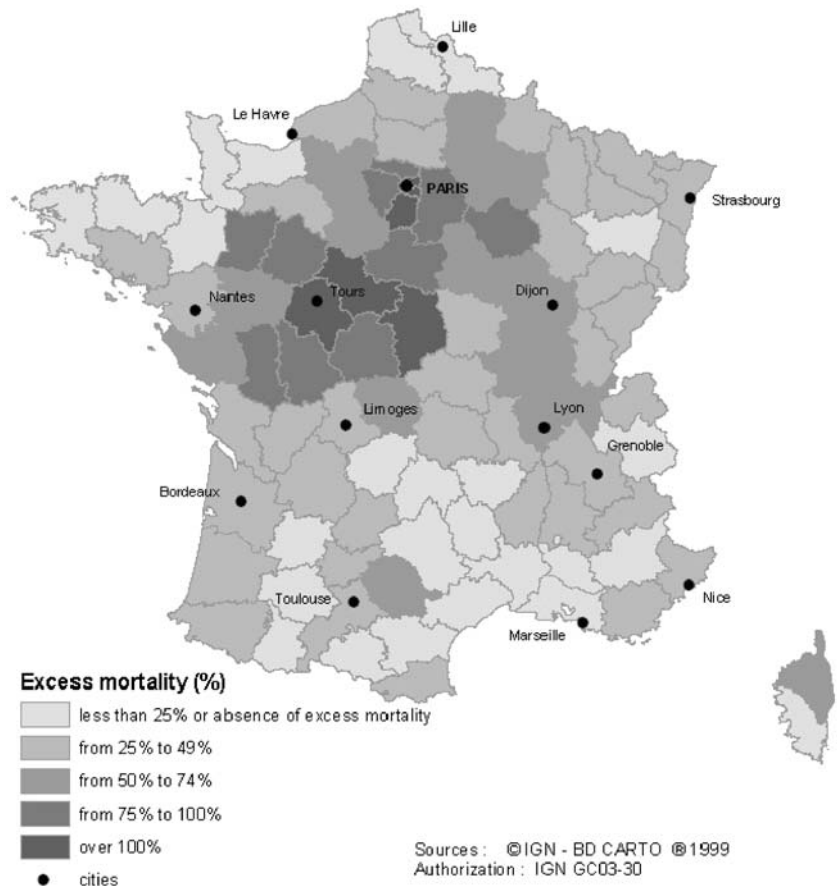 Lille
Le Havre
PARIS
Strasbourg
Nantes
Tours
Dijon
Limoges
Lyon
Grenoble
Bordeaux
Toulouse
Nice
Marseille
Excess mortality (%)
less than 25% or absence of excess mortality
from 25% to 49%
from 50% to 74%
from 75% to 100%
over 100%
cities
Sources : ©IGN - BD CARTO ®1999
Authorization : IGN GC03-30